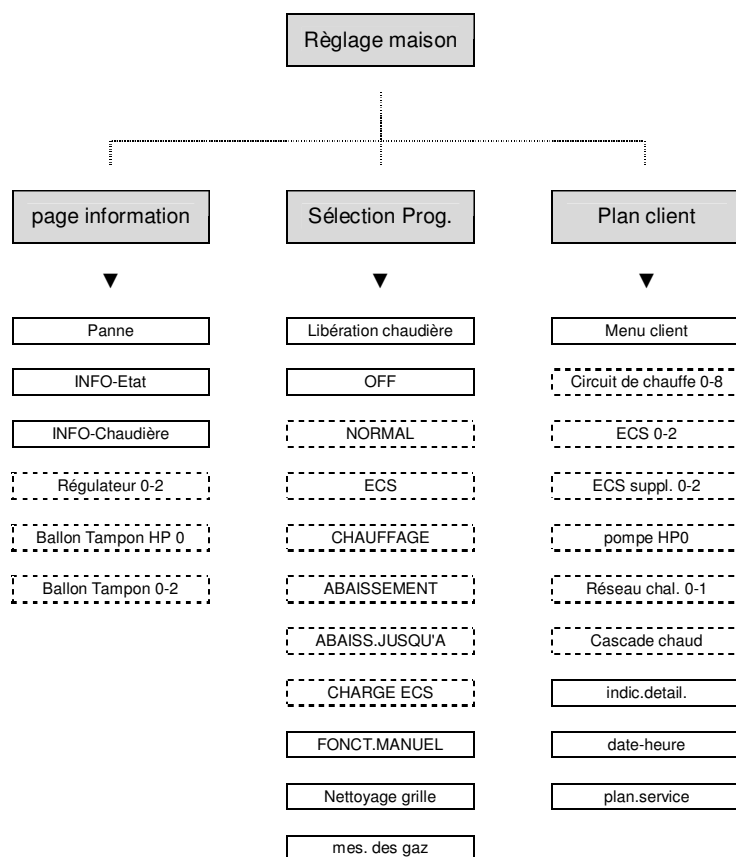 Règlage maison
page information
Sélection Prog.
Plan client
Panne
INFO-Etat
INFO-Chaudière
Régulateur 0-2
Ballon Tampon HP 0
Ballon Tampon 0-2
Libération chaudière
OFF
NORMAL
ECS
CHAUFFAGE
ABAISSEMENT
ABAISS.JUSQU'A
CHARGE ECS
FONCT.MANUEL
Nettoyage grille
mes. des gaz
Menu client
Circuit de chauffe 0-8
ECS 0-2
ECS suppl. 0-2
pompe HP0
Réseau chal. 0-1
Cascade chaud
indic.detail.
date-heure
plan.service